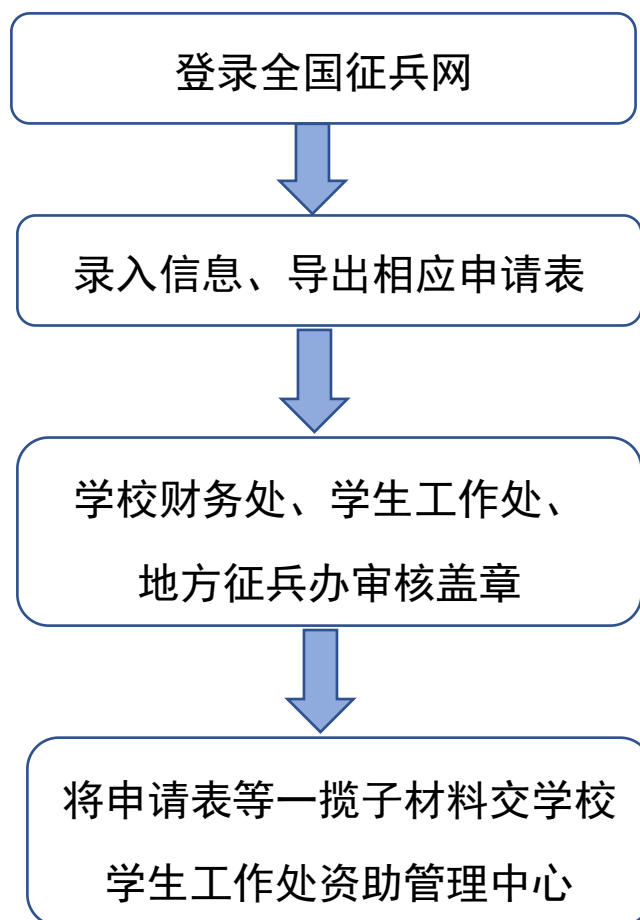 登录全国征兵网
录入信息、导出相应申请表
学校财务处、学生工作处、
地方征兵办审核盖章
将申请表等一揽子材料交学校
学生工作处资助管理中心